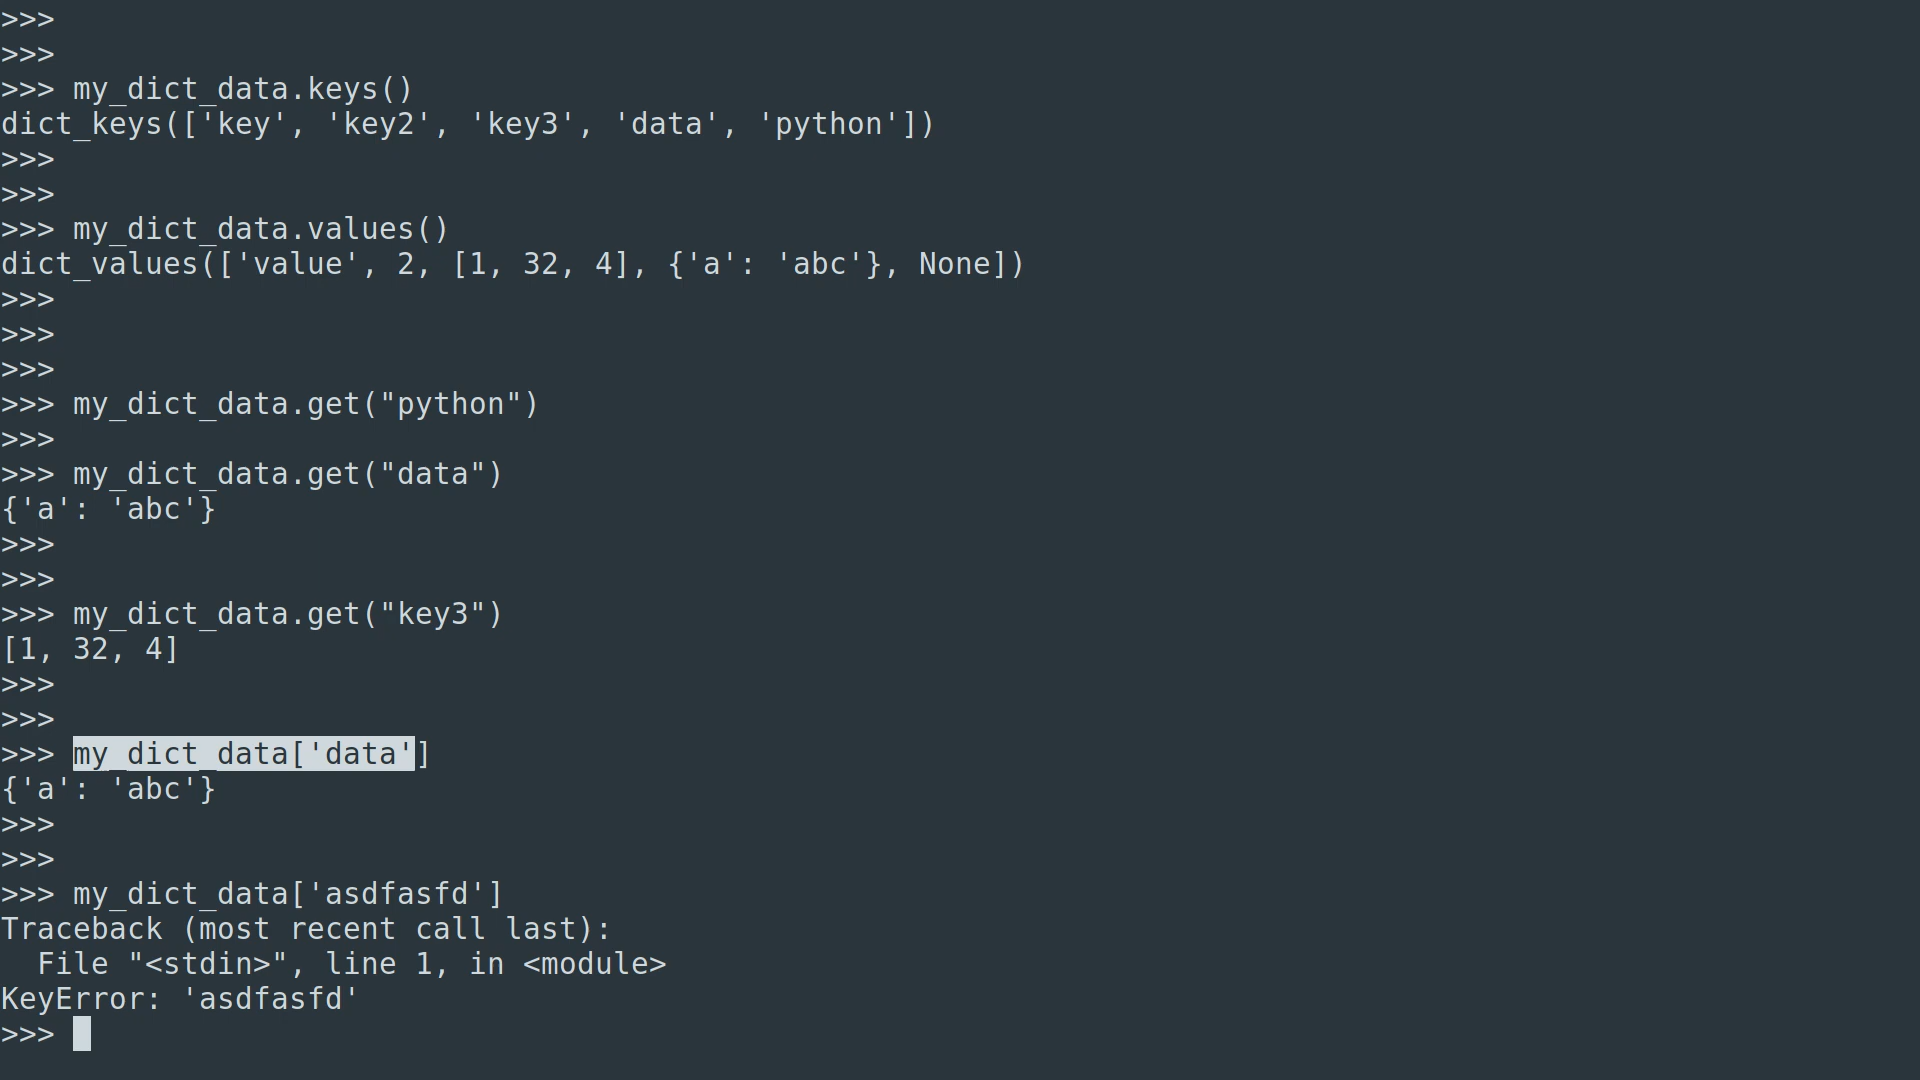 >>>
>>>
>>> my_dict_data.keys()
dict_keys(['key', 'key2', 'key3', 'data', 'python'])
>>>
>>>
>>> my_dict_data.values()
dict_values(['value', 2, [1, 32, 4], {'a': 'abc'}, None])
>>>
>>>
>>>
>>> my_dict_data.get("python")
>>>
>>> my_dict_data.get("data")
{'a': 'abc'}
>>>
>>>
>>> my_dict_data.get("key3")
[1, 32, 4]
>>>
>>>
>>> my_dict_data['data']
{'a': 'abc'}
>>>
>>>
>>> my_dict_data['asdfasfd']
Traceback (most recent call last):
  File "<stdin>", line 1, in <module>
KeyError: 'asdfasfd'
>>>